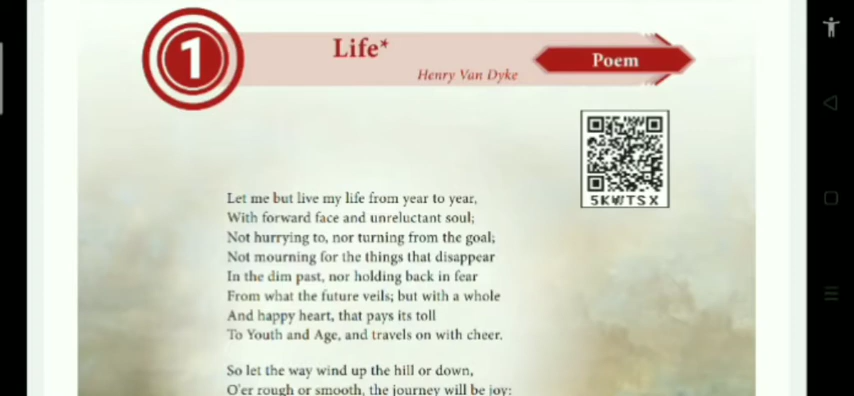 1
Life*
Henry Van Dyke
Poem
5KWTSX
Let me but live my life from year to year,
With forward face and unreluctant soul;
Not hurrying to, nor turning from the goal;
Not mourning for the things that disappear
In the dim past, nor holding back in fear
From what the future veils; but with a whole
And happy heart, that pays its toll
To Youth and Age, and travels on with cheer.
So let the way wind up the hill or down,
O'er rough or smooth, the journey will be joy: